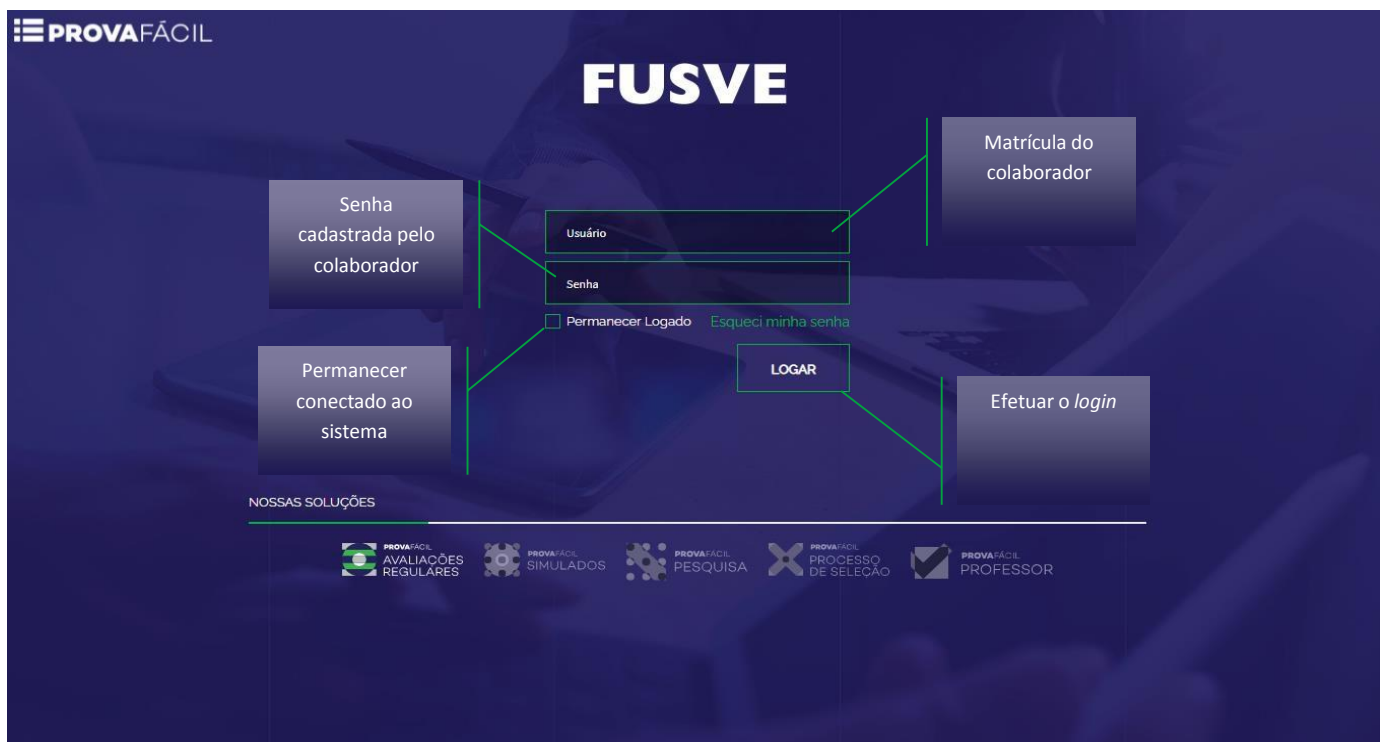 PROVAFÁCIL
FUSVE
Matrícula do
colaborador
Senha
cadastrada pelo
colaborador
Usuário
Senha
Permanecer Logado Esqueci minha senha
LOGAR
Permanecer
conectado ao
sistema
Efetuar o login
NOSSAS SOLUÇÕES
PROVAFÁCIL
AVALIAÇÕES
REGULARES
PROVAFÁCIL
SIMULADOS
PROVAFÁCIL
PESQUISA
PROVAFÁCIL
PROCESSO
DE SELEÇÃO
PROVAFÁCIL
PROFESSOR